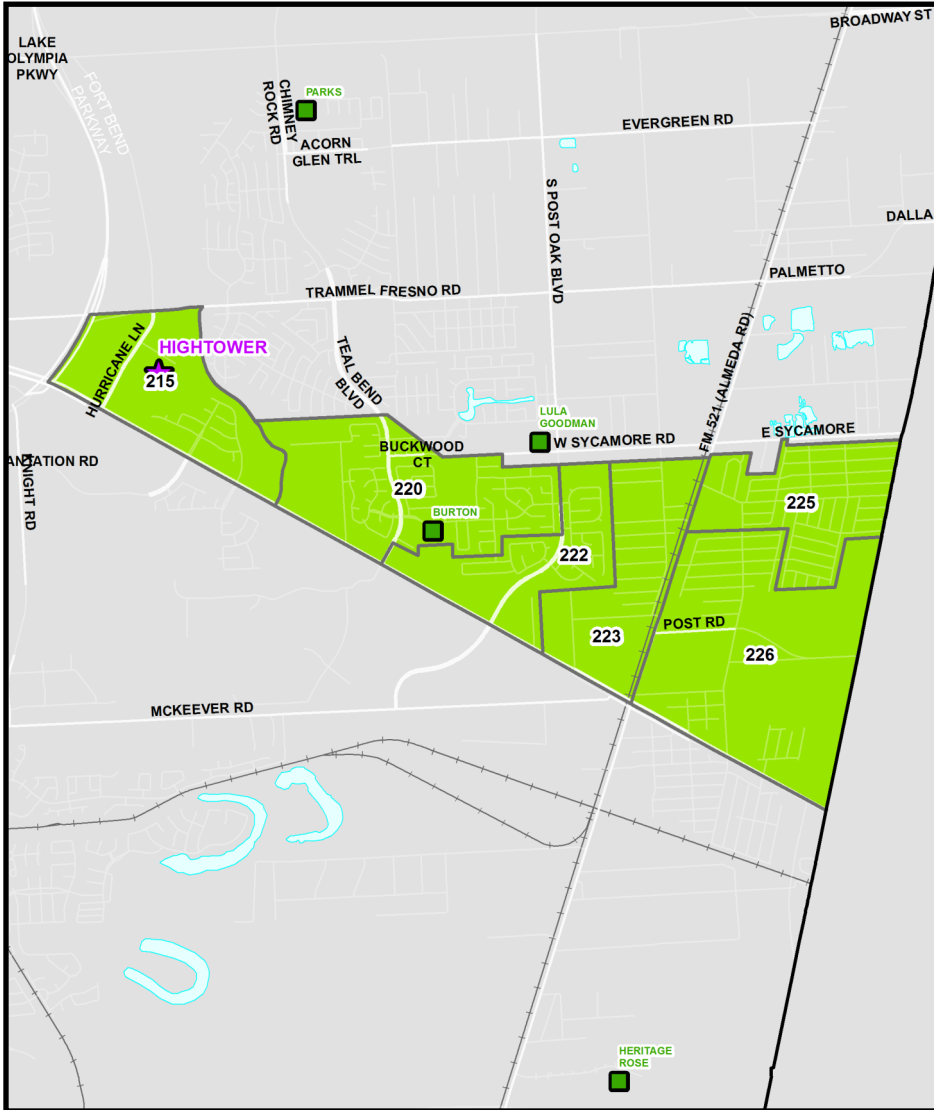 BROADWAY ST
LAKE
OLYMPIA
PKWY
FORT BEND
PARKWAY
CHIMNEY
ROCK RD
PARKS
ACORN
GLEN TRL
EVERGREEN RD
S POST OAK BLVD
DALLA
PALMETTO
TRAMMEL FRESNO RD
HURRICANE LN
HIGHTOWER
215
TEAL BEND
BLVD
FM 521 (ALMEDA RD)
LULA
GOODMAN
W SYCAMORE RD
E SYCAMORE
BUCKWOOD
CT
ANTATION RD
KNIGHT RD
220
BURTON
225
222
223
POST RD
226
MCKEEVER RD
HERITAGE
ROSE